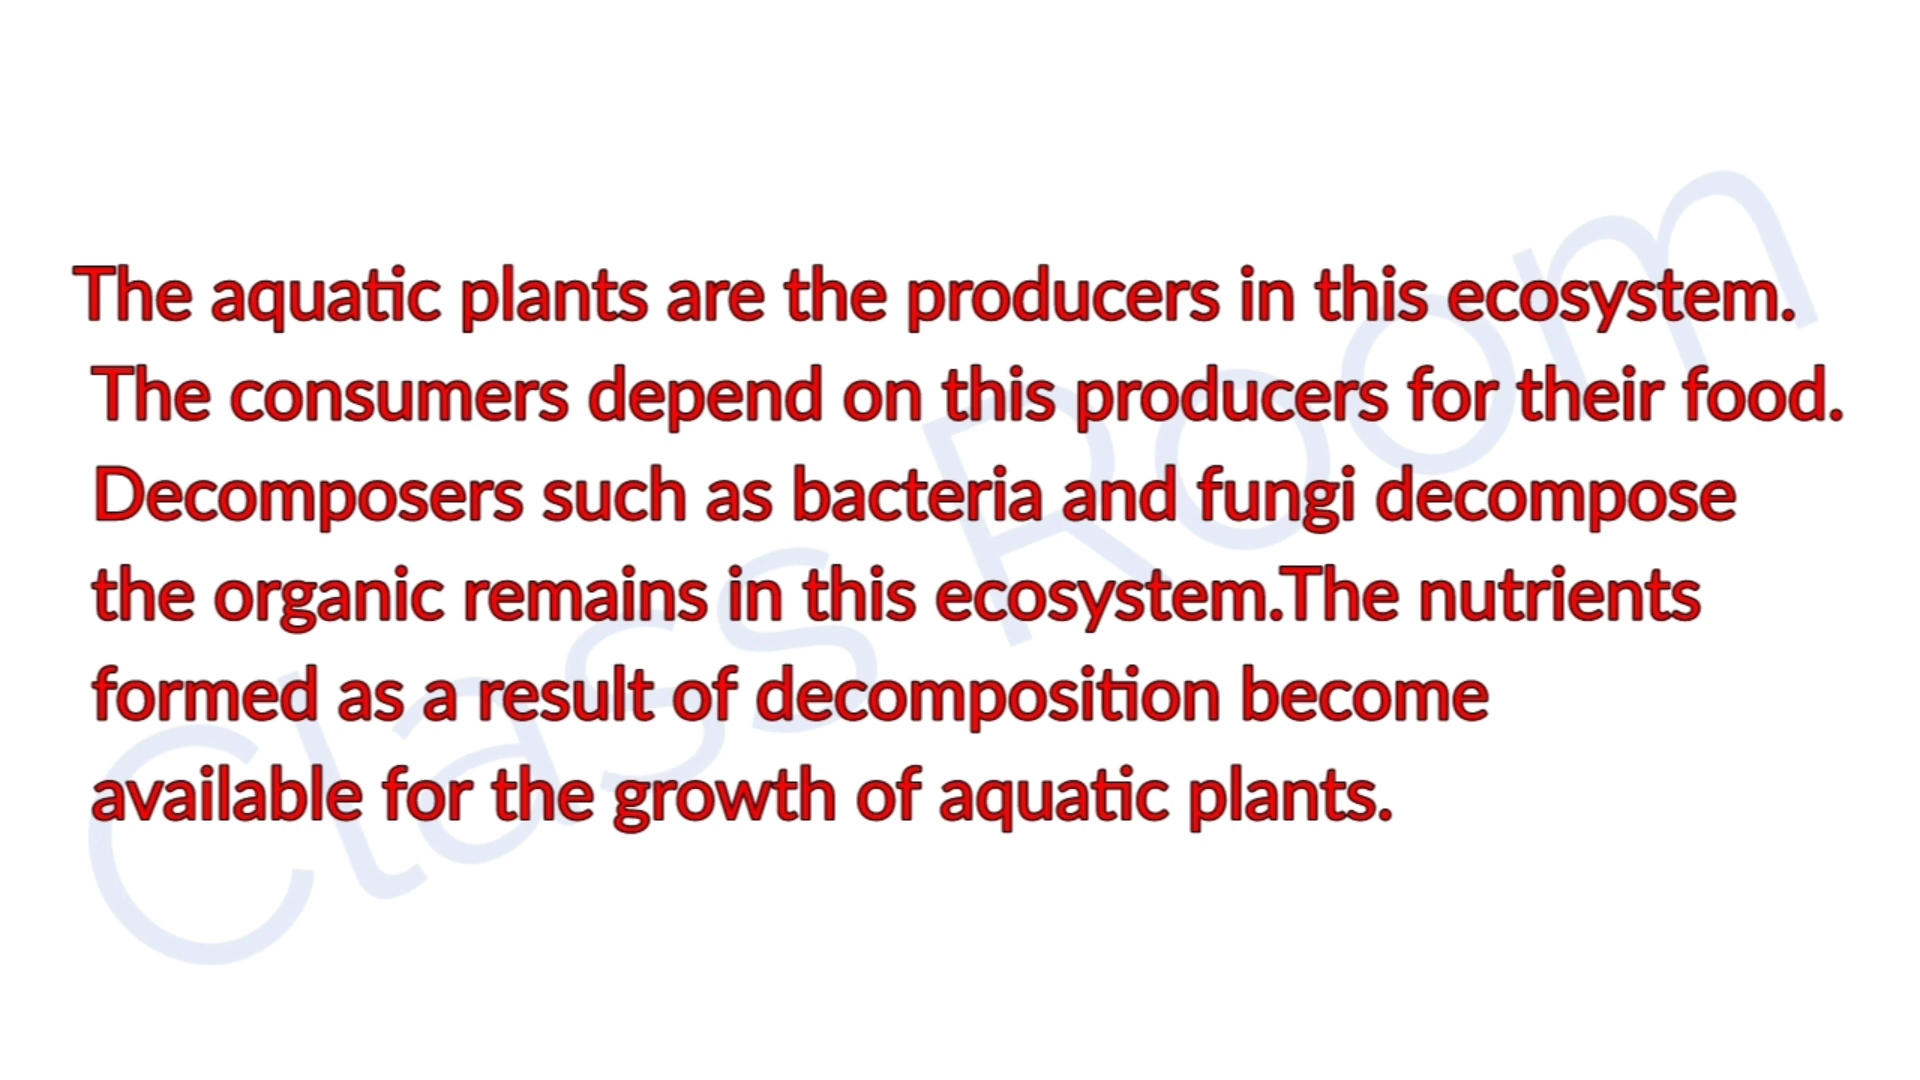 The aquatic plants are the producers in this ecosystem.
The consumers depend on this producers for their food.
Decomposers such as bacteria and fungi decompose
the organic remains in this ecosystem.The nutrients
formed as a result of decomposition become
available for the growth of aquatic plants.
Class Room